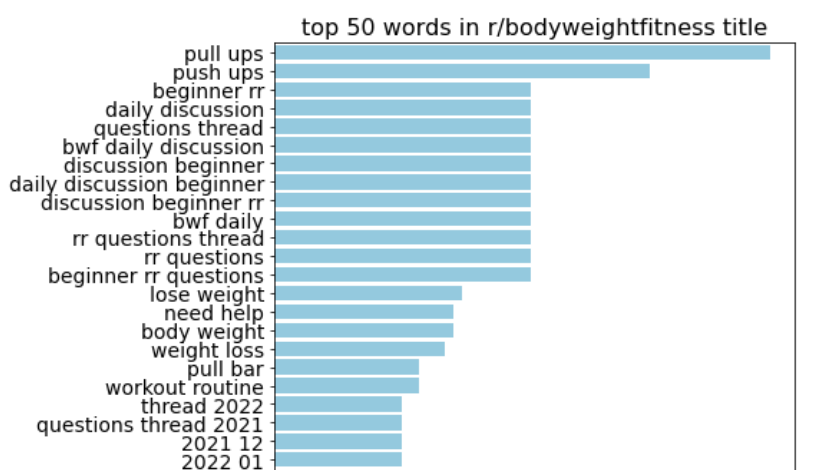 top 50 words in r/bodyweightfitness title
pull ups
push ups
beginner rr
daily discussion
questions thread
bwf daily discussion
discussion beginner
daily discussion beginner
discussion beginner rr
bwf daily
rr questions thread
rr questions
beginner rr questions
lose weight
need help
body weight
weight loss
pull bar
workout routine
thread 2022
questions thread 2021
2021 12
2022 01